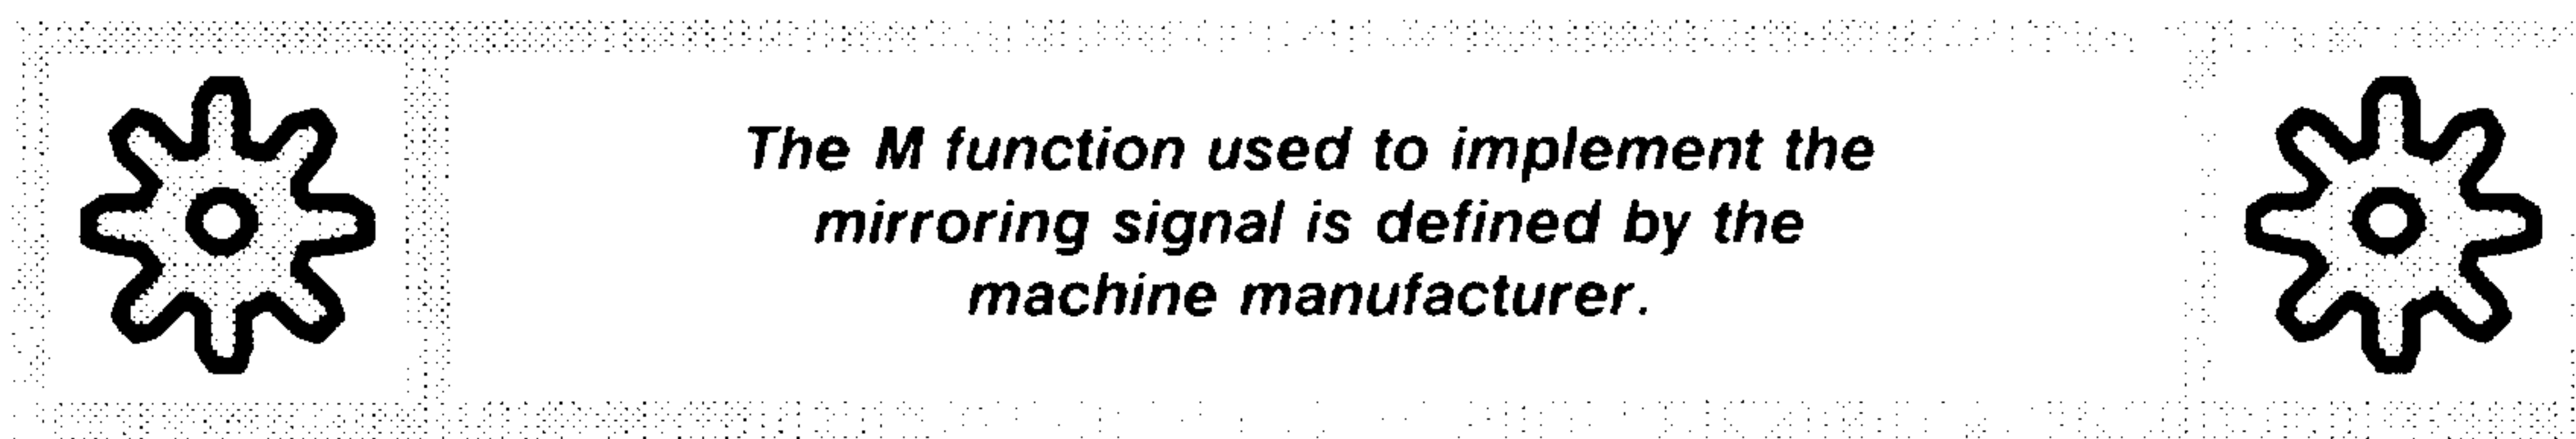 The M function used to implement the
mirroring signal is defined by the
machine manufacturer.